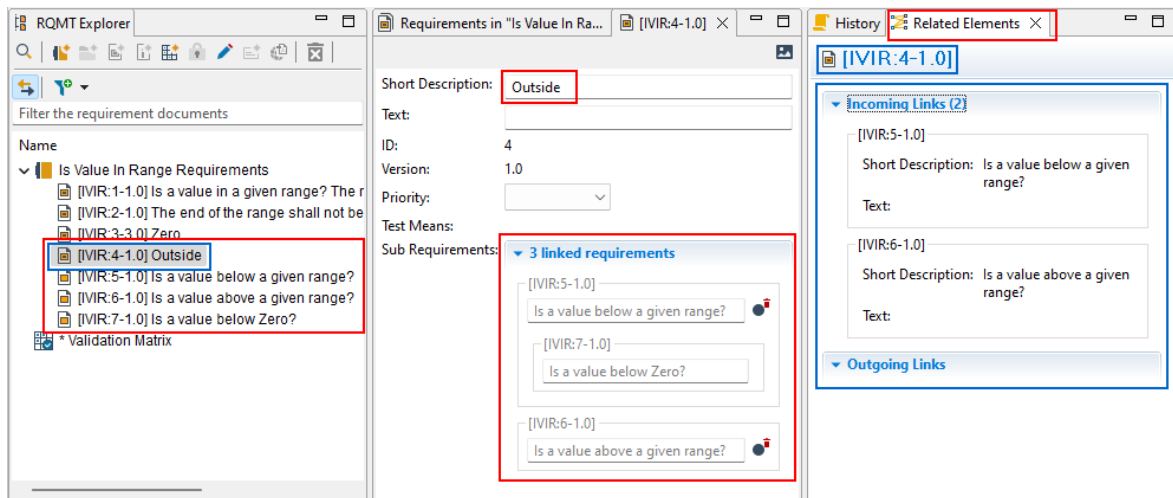 RQMT Explorer
Filter the requirement documents
Name
Is Value In Range Requirements
[IVIR:1-1.0] Is a value in a given range? The r
[IVIR:2-1.0] The end of the range shall not be
[IVIR:3-3.0] Zero
[IVIR:4-1.0] Outside
[IVIR:5-1.0] Is a value below a given range?
[IVIR:6-1.0] Is a value above a given range?
[IVIR:7-1.0] Is a value below Zero?
* Validation Matrix
Requirements in "Is Value In Ra...
[IVIR:4-1.0]
Short Description: Outside
Text:
ID: 4
Version: 1.0
Priority:
Test Means:
Sub Requirements: 3 linked requirements
[IVIR:5-1.0]
Is a value below a given range?
[IVIR:7-1.0]
Is a value below Zero?
[IVIR:6-1.0]
Is a value above a given range?
History
Related Elements
[IVIR:4-1.0]
Incoming Links (2)
[IVIR:5-1.0]
Short Description: Is a value below a given
range?
Text:
[IVIR:6-1.0]
Short Description: Is a value above a given
range?
Text:
Outgoing Links